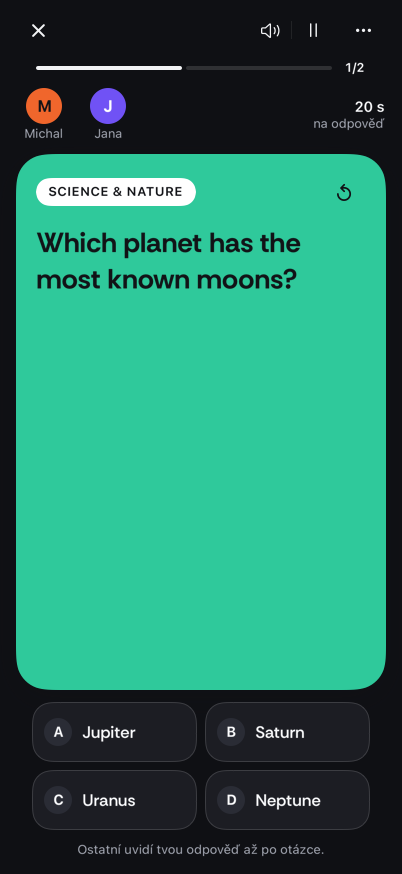 1/2
M
J
Michal
Jana
20 s
na odpověď
SCIENCE & NATURE
Which planet has the
most known moons?
A Jupiter
B Saturn
C Uranus
D Neptune
Ostatní uvidí tvou odpověď až po otázce.